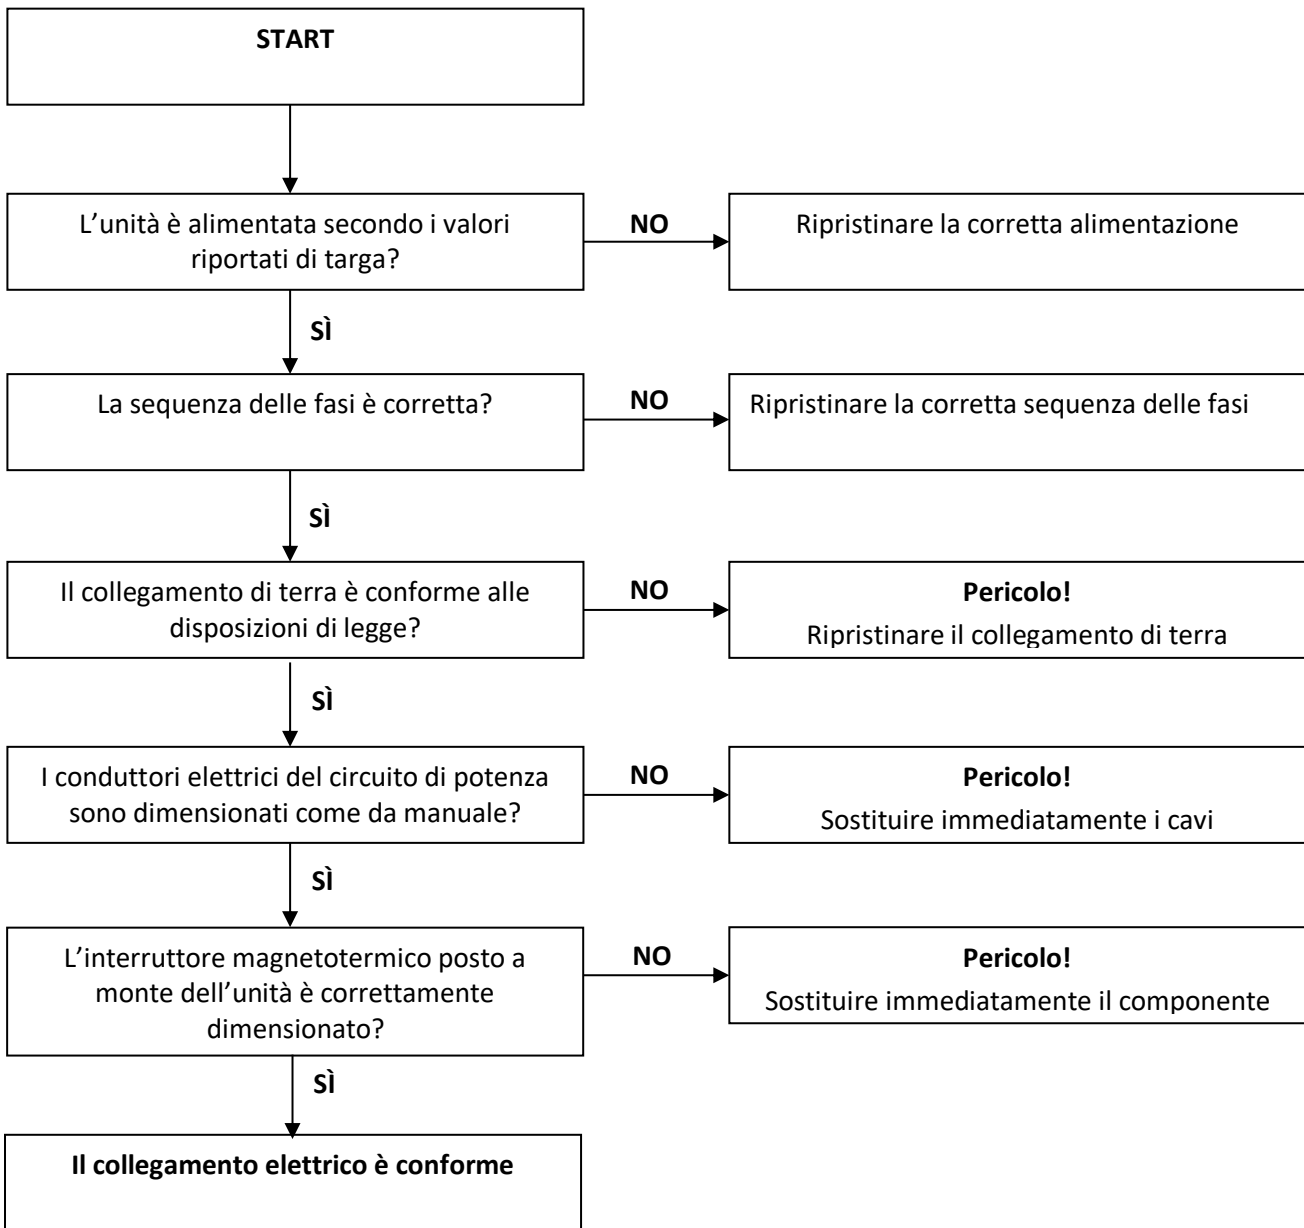 START
L’unità è alimentata secondo i valori
riportati di targa?
NO
Ripristinare la corretta alimentazione
SÌ
La sequenza delle fasi è corretta?
NO
Ripristinare la corretta sequenza delle fasi
SÌ
Il collegamento di terra è conforme alle
disposizioni di legge?
NO
Pericolo!
Ripristinare il collegamento di terra
SÌ
I conduttori elettrici del circuito di potenza
sono dimensionati come da manuale?
NO
Pericolo!
Sostituire immediatamente i cavi
SÌ
L’interruttore magnetotermico posto a
monte dell’unità è correttamente
dimensionato?
NO
Pericolo!
Sostituire immediatamente il componente
SÌ
Il collegamento elettrico è conforme